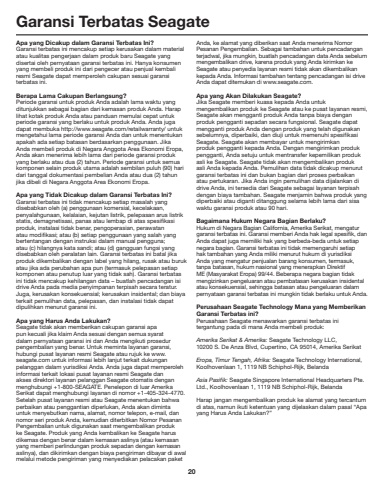 Garansi Terbatas Seagate
Apa yang Dicakup dalam Garansi Terbatas Ini?
Garansi terbatas ini mencakup setiap kerusakan dalam material
atau kualitas pengerjaan dalam produk baru Seagate yang
disertai oleh pernyataan garansi terbatas ini. Hanya konsumen
yang membeli produk ini dari pengecer atau penjual kembali
resmi Seagate dapat memperoleh cakupan sesuai garansi
terbatas ini.
Berapa Lama Cakupan Berlangsung?
Periode garansi untuk produk Anda adalah lama waktu yang
ditunjukkan sebagai bagian dari kemasan produk Anda. Harap
lihat kotak produk Anda atau panduan memulai cepat untuk
periode garansi yang berlaku untuk produk Anda. Anda juga
dapat membuka http://www.seagate.com/retailwarranty/ untuk
mengetahui lama periode garansi Anda dan untuk menentukan
apakah ada setiap batasan berdasarkan penggunaan. Jika
Anda membeli produk di Negara Anggota Area Ekonomi Eropa,
Anda akan menerima lebih lama dari periode garansi produk
yang berlaku atau dua (2) tahun. Periode garansi untuk semua
komponen selain produk utama adalah sembilan puluh (90) hari
dari tanggal dokumentasi pembelian Anda atau dua (2) tahun
jika dibeli di Negara Anggota Area Ekonomi Eropa.
Apa yang Tidak Dicakup dalam Garansi Terbatas Ini?
Garansi terbatas ini tidak mencakup setiap masalah yang
disebabkan oleh (a) penggunaan komersial, kecelakaan,
penyalahgunaan, kelalaian, kejutan listrik, pelepasan arus listrik
statis, demagnetisasi, panas atau lembap di atas spesifikasi
produk, instalasi tidak benar, pengoperasian, perawatan
atau modifikasi; atau (b) setiap penggunaan yang salah yang
bertentangan dengan instruksi dalam manual pengguna;
atau (c) hilangnya kata sandi; atau (d) gangguan fungsi yang
disebabkan oleh peralatan lain. Garansi terbatas ini batal jika
produk dikembalikan dengan label yang hilang, rusak atau buruk
atau jika ada perubahan apa pun (termasuk pelepasan setiap
komponen atau penutup luar yang tidak sah). Garansi terbatas
ini tidak mencakup kehilangan data – buatlah pencadangan isi
drive Anda pada media penyimpanan terpisah secara teratur.
Juga, kerusakan konsekuensial; kerusakan insidental; dan biaya
terkait pemulihan data, pelepasan, dan instalasi tidak dapat
dipulihkan menurut garansi ini.
Apa yang Harus Anda Lakukan?
Seagate tidak akan memberikan cakupan garansi apa
pun kecuali jika klaim Anda sesuai dengan semua syarat
dalam pernyataan garansi ini dan Anda mengikuti prosedur
pengembalian yang benar. Untuk meminta layanan garansi,
hubungi pusat layanan resmi Seagate atau rujuk ke www.
seagate.com untuk informasi lebih lanjut terkait dukungan
pelanggan dalam yurisdiksi Anda. Anda juga dapat memperoleh
informasi terkait lokasi pusat layanan resmi Seagate dan
akses direktori layanan pelanggan Seagate otomatis dengan
menghubungi +1-800-SEAGATE. Penelepon di luar Amerika
Serikat dapat menghubungi layanan di nomor +1-405-324-4770.
Setelah pusat layanan resmi atau Seagate menentukan bahwa
perbaikan atau penggantian diperlukan, Anda akan diminta
untuk menyebutkan nama, alamat, nomor telepon, e-mail, dan
nomor seri produk Anda, kemudian diterbitkan Nomor Pesanan
Pengembalian untuk digunakan saat mengembalikan produk
ke Seagate. Produk yang Anda kembalikan ke Seagate harus
dikemas dengan benar dalam kemasan aslinya (atau kemasan
yang memberi perlindungan produk sepadan dengan kemasan
aslinya), dan dikirimkan dengan biaya pengiriman dibayar di awal
melalui metode pengiriman yang menyediakan pelacakan paket
Anda, ke alamat yang diberikan saat Anda menerima Nomor
Pesanan Pengembalian. Sebagai tambahan untuk pencadangan
terjadwal, jika mungkin, buatlah pencadangan data Anda sebelum
mengembalikan drive, karena produk yang Anda kirimkan ke
Seagate atau penyedia layanan resmi tidak akan dikembalikan
kepada Anda. Informasi tambahan tentang pencadangan isi drive
Anda dapat ditemukan di www.seagate.com.
Apa yang Akan Dilakukan Seagate?
Jika Seagate memberi kuasa kepada Anda untuk
mengembalikan produk ke Seagate atau ke pusat layanan resmi,
Seagate akan mengganti produk Anda tanpa biaya dengan
produk pengganti sepadan secara fungsional. Seagate dapat
mengganti produk Anda dengan produk yang telah digunakan
sebelumnya, diperbaiki, dan diuji untuk memenuhi spesifikasi
Seagate. Seagate akan membayar untuk mengirimkan
produk pengganti kepada Anda. Dengan mengirimkan produk
pengganti, Anda setuju untuk mentransfer kepemilikan produk
asli ke Seagate. Seagate tidak akan mengembalikan produk
asli Anda kepada Anda. Pemulihan data tidak dicakup menurut
garansi terbatas ini dan bukan bagian dari proses perbaikan
atau pertukaran. Jika Anda ingin pemulihan data dijalankan di
drive Anda, ini tersedia dari Seagate sebagai layanan terpisah
dengan biaya tambahan. Seagate menjamin bahwa produk yang
diperbaiki atau diganti ditanggung selama lebih lama dari sisa
waktu garansi produk atau 90 hari.
Bagaimana Hukum Negara Bagian Berlaku?
Hukum di Negara Bagian California, Amerika Serikat, mengatur
garansi terbatas ini. Garansi memberi Anda hak legal spesifik, dan
Anda dapat juga memiliki hak yang berbeda-beda untuk setiap
negara bagian. Garansi terbatas ini tidak memengaruhi setiap
hak tambahan yang Anda miliki menurut hukum di yurisdiksi
Anda yang mengatur penjualan barang konsumen, termasuk,
tanpa batasan, hukum nasional yang menerapkan Direktif
ME (Masyarakat Eropa) 99/44. Beberapa negara bagian tidak
mengizinkan pengeluaran atau pembatasan kerusakan insidental
atau konsekuensial, sehingga batasan atau pengeluaran dalam
pernyataan garansi terbatas ini mungkin tidak berlaku untuk Anda.
Perusahaan Seagate Technology Mana yang Memberikan
Garansi Terbatas ini?
Perusahaan Seagate menawarkan garansi terbatas ini
tergantung pada di mana Anda membeli produk:
Amerika Serikat & Amerika: Seagate Technology LLC,
10200 S. De Anza Blvd, Cupertino, CA 95014, Amerika Serikat
Eropa, Timur Tengah, Afrika: Seagate Technology International,
Koolhovenlaan 1, 1119 NB Schiphol-Rijk, Belanda
Asia Pasifik: Seagate Singapore International Headquarters Pte.
Ltd., Koolhovenlaan 1, 1119 NB Schiphol-Rijk, Belanda
Harap jangan mengembalikan produk ke alamat yang tercantum
di atas, namun ikuti ketentuan yang dijelaskan dalam pasal "Apa
yang Harus Anda Lakukan?"
20